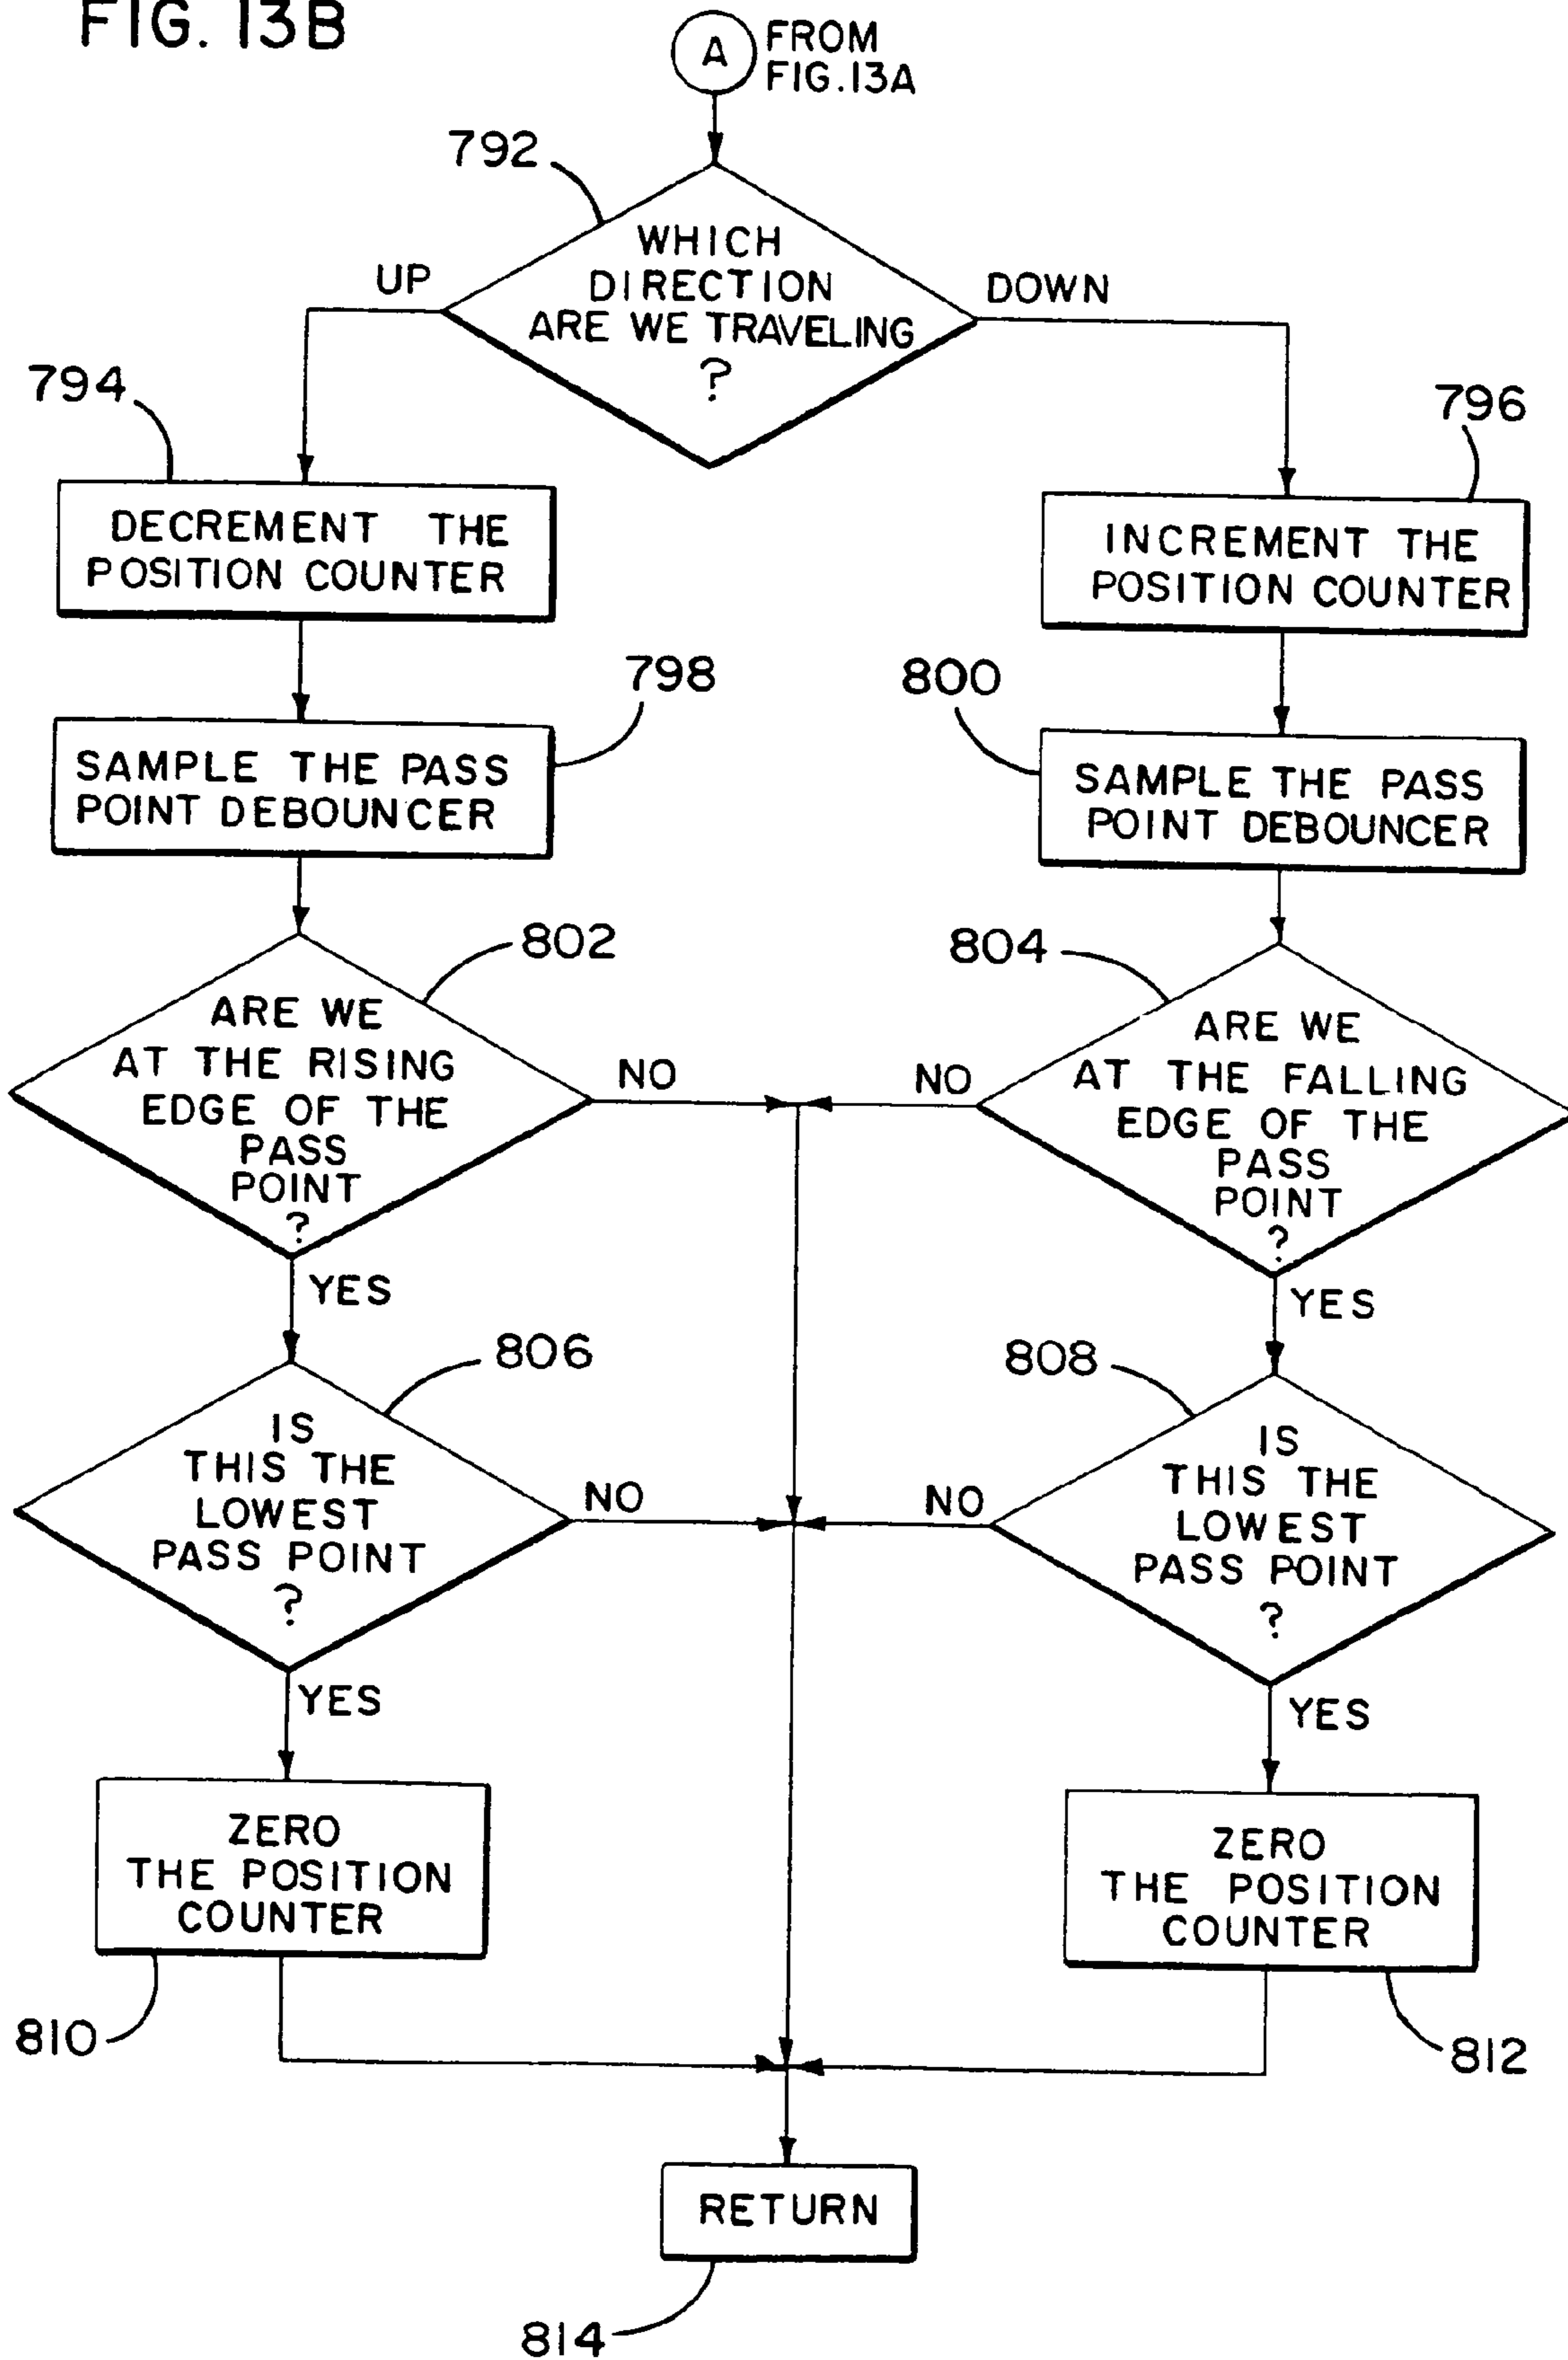 FIG. 13B
A
FROM
FIG.13A
792
WHICH
DIRECTION
ARE WE TRAVELING
?
UP
DOWN
794
DECREMENT THE
POSITION COUNTER
796
INCREMENT THE
POSITION COUNTER
798
SAMPLE THE PASS
POINT DEBOUNCER
800
SAMPLE THE PASS
POINT DEBOUNCER
802
ARE WE
AT THE RISING
EDGE OF THE
PASS
POINT
?
NO
YES
804
ARE WE
AT THE FALLING
EDGE OF THE
PASS
POINT
?
NO
YES
806
IS
THIS THE
LOWEST
PASS POINT
?
NO
YES
808
IS
THIS THE
LOWEST
PASS POINT
?
NO
YES
ZERO
THE POSITION
COUNTER
810
ZERO
THE POSITION
COUNTER
812
RETURN
814